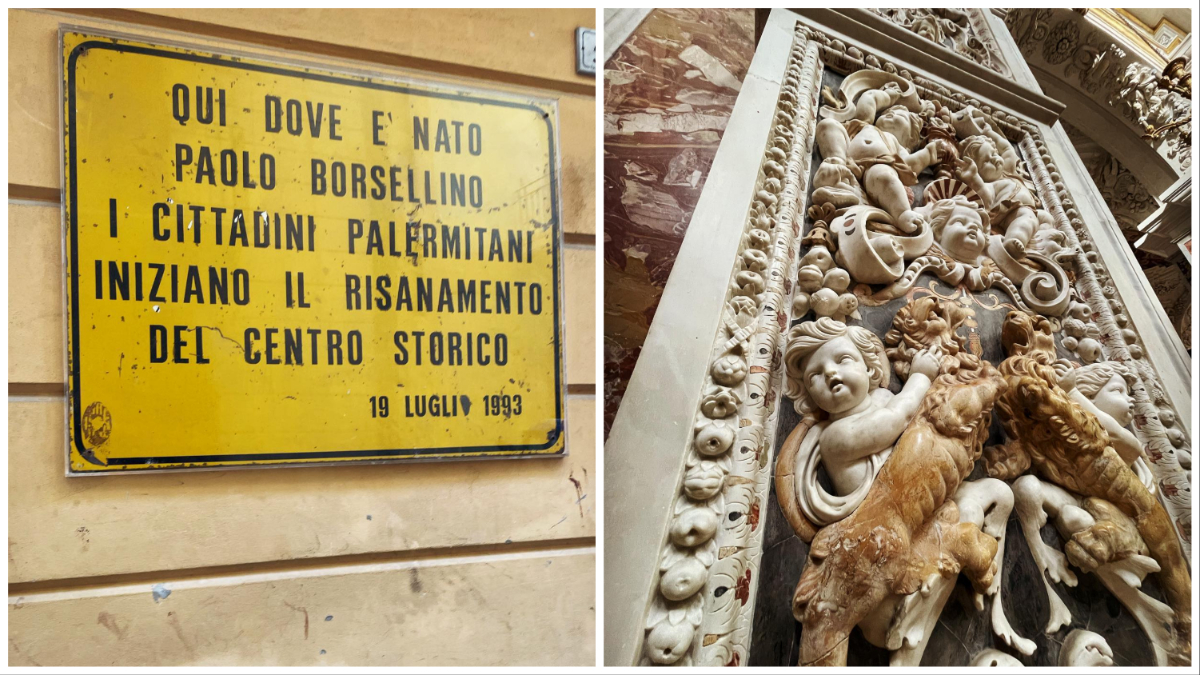 QUI DOVE E' NATO
PAOLO BORSELLINO
I CITTADINI PALERMITANI
INIZIANO IL RISANAMENTO
DEL CENTRO STORICO
19 LUGLIO 1993